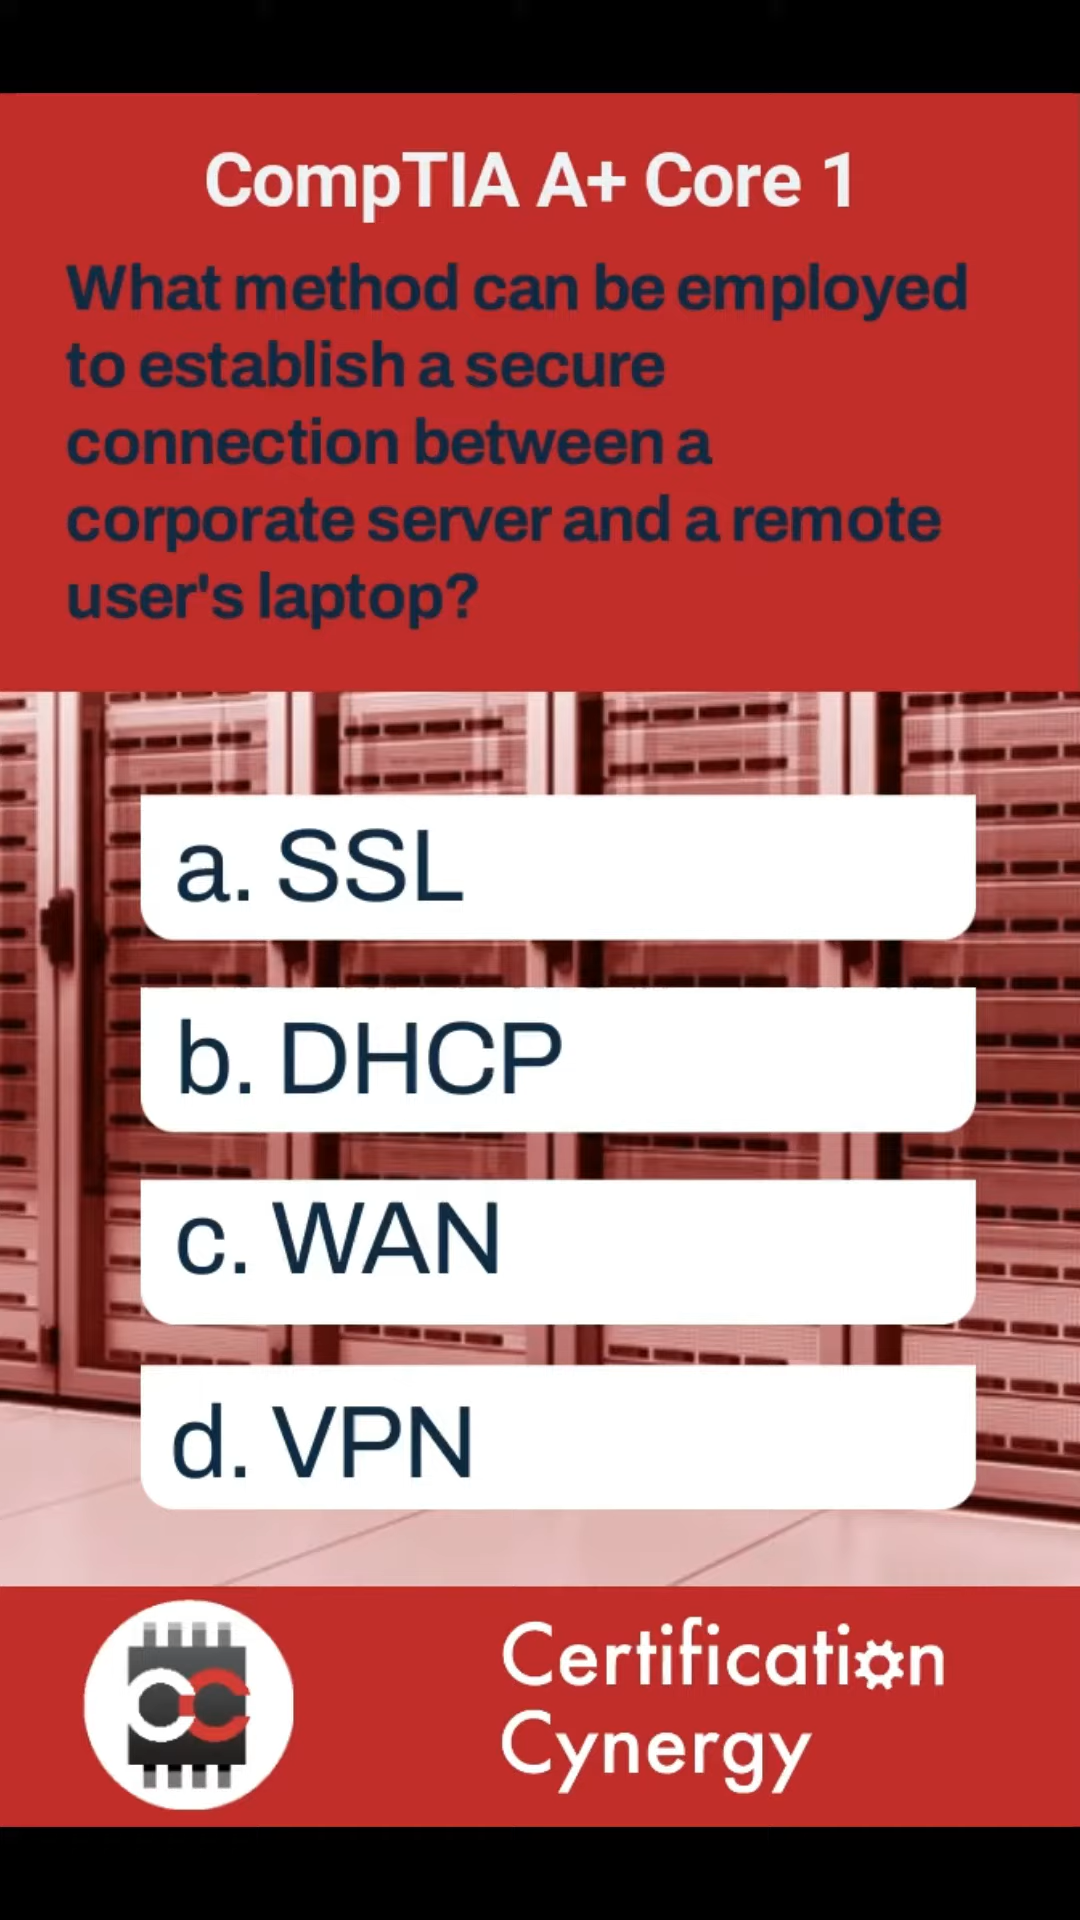 CompTIA A+ Core 1
What method can be employed
to establish a secure
connection between a
corporate server and a remote
user's laptop?
a. SSL
b. DHCP
c. WAN
d. VPN
CC
Certification
Cynergy